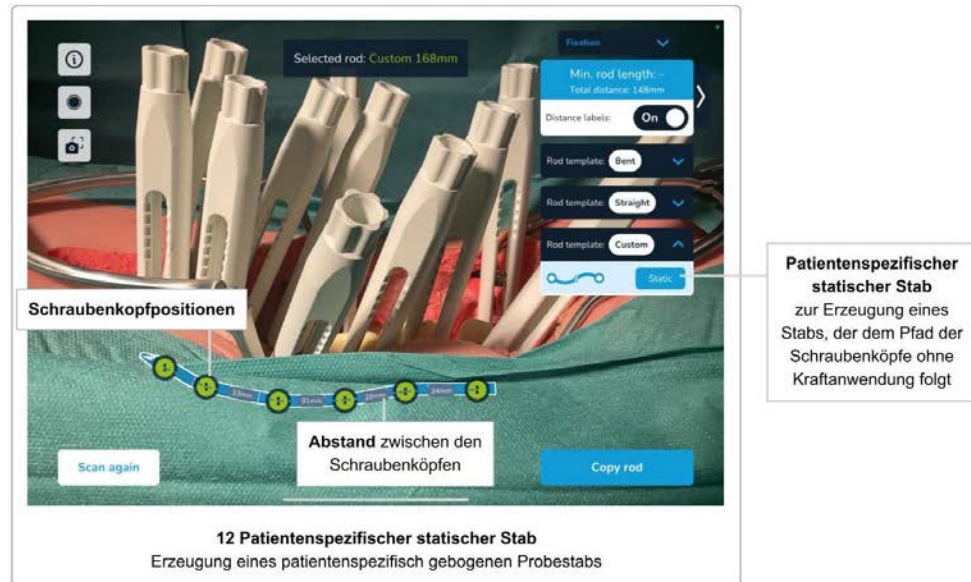 Selected rod: Custom 168mm
Fixation
Min. rod length: -
Total distance: 148mm
Distance labels: On
Rod template: Bent
Rod template: Straight
Rod template: Custom
Static
Patientenspezifischer
statischer Stab
zur Erzeugung eines
Stabs, der dem Pfad der
Schraubenköpfe ohne
Kraftanwendung folgt
Schraubenkopfpositionen
31mm
34mm
Abstand zwischen den
Schraubenköpfen
Scan again
Copy rod
12 Patientenspezifischer statischer Stab
Erzeugung eines patientenspezifisch gebogenen Probestabs